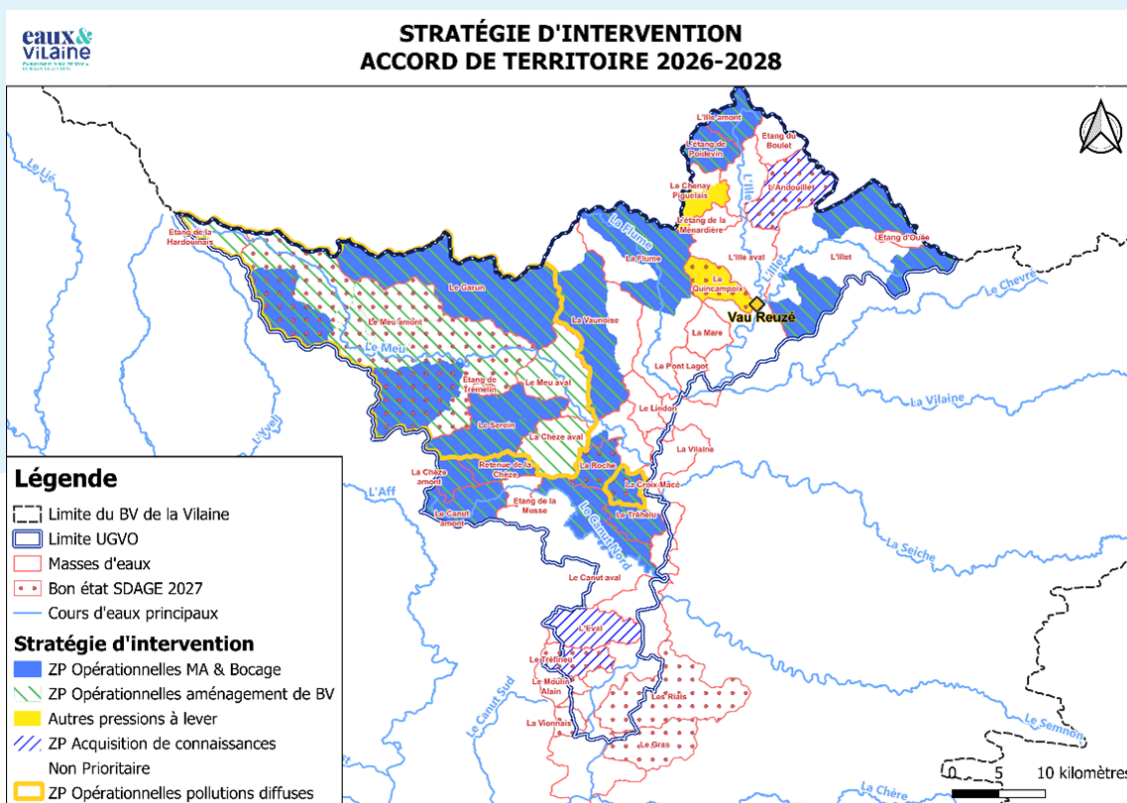 eaux&
VILAINE
STRATÉGIE D'INTERVENTION
ACCORD DE TERRITOIRE 2026-2028
L'Ille amont
Etang du
Boulet
L'étang de
Poidevin
Le Lié
L'Ille
L'Andouillet
Le Chenay
Piguelais
L'étang de la
Ménardière
Etang de la
Hardouinais
La Flume
La Flume
Etang d'Ouée
L'Ille aval
L'Illet
L'Illet
Le Chevré
Le Garun
Le
Quincampoix
Vau Reuzé
Le Meu amont
La Vaunoise
La Mare
Le Meu
Le Pont Lagot
Etang de
Trémelin
Le Meu aval
La Vilaine
Le Lindon
L'Yvel
Le Serein
La Chèze aval
La Vilaine
La Chèze
amont
Retenue de la
Chèze
La Roche
La Croix Macé
L'Aff
Le Canut
amont
Etang de la
Musse
Le Tréhélu
Le Canut Nord
La Seiche
Le Canut aval
L'Eval
Le Tréfineu
Le Moulin
Alain
Les Riais
Le Canut Sud
La Vionnais
Le Semnon
Le Gras
La Chère
Légende
Limite du BV de la Vilaine
Limite UGVO
Masses d'eaux
Bon état SDAGE 2027
Cours d'eaux principaux
Stratégie d'intervention
ZP Opérationnelles MA & Bocage
ZP Opérationnelles aménagement de BV
Autres pressions à lever
ZP Acquisition de connaissances
Non Prioritaire
ZP Opérationnelles pollutions diffuses
0 5 10 kilomètres